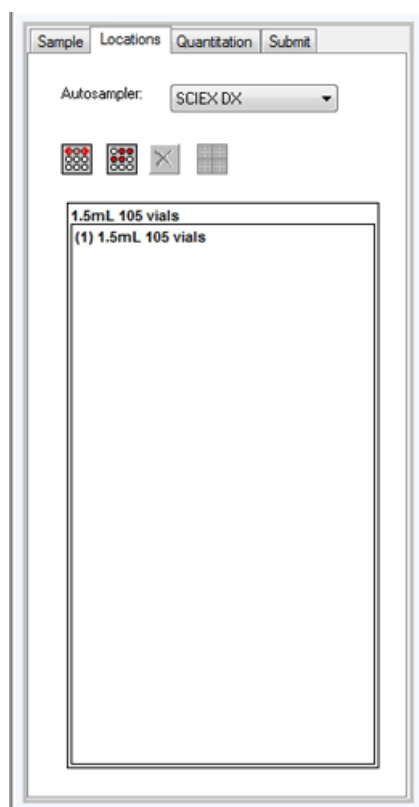 Sample Locations Quantitation Submit
Autosampler: SCIEX DX
1.5mL 105 vials
(1) 1.5mL 105 vials